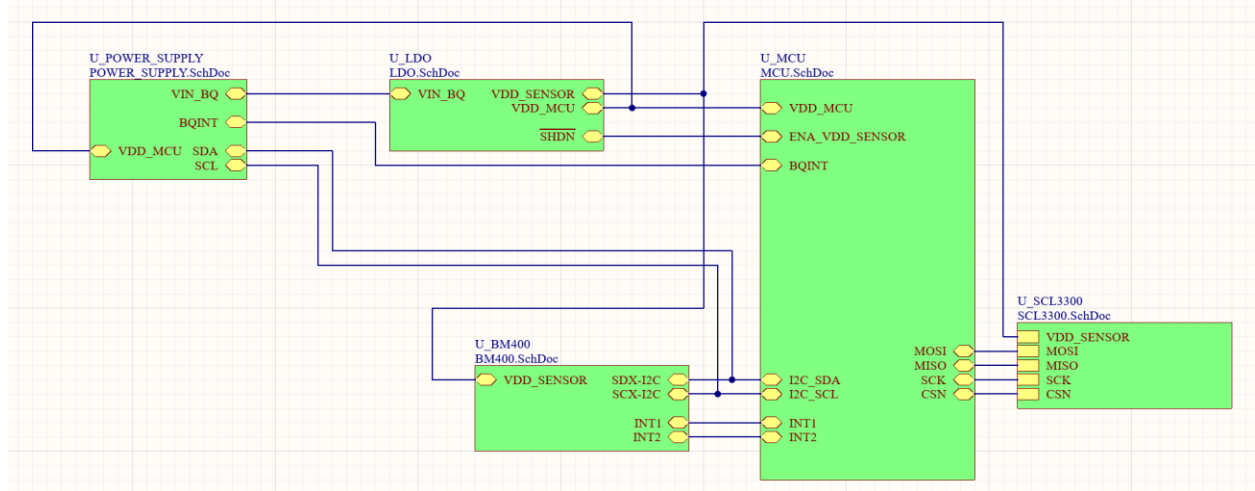 U_POWER_SUPPLY
POWER_SUPPLY.SchDoc
VIN_BQ
BQINT
VDD_MCU SDA
SCL
U_LDO
LDO.SchDoc
VIN_BQ VDD_SENSOR
VDD_MCU
SHDN
U_MCU
MCU.SchDoc
VDD_MCU
ENA_VDD_SENSOR
BQINT
MOSI
MISO
SCK
CSN
I2C_SDA
I2C_SCL
INT1
INT2
U_BM400
BM400.SchDoc
VDD_SENSOR SDX-I2C
SCX-I2C
INT1
INT2
U_SCL3300
SCL3300.SchDoc
VDD_SENSOR
MOSI
MISO
SCK
CSN